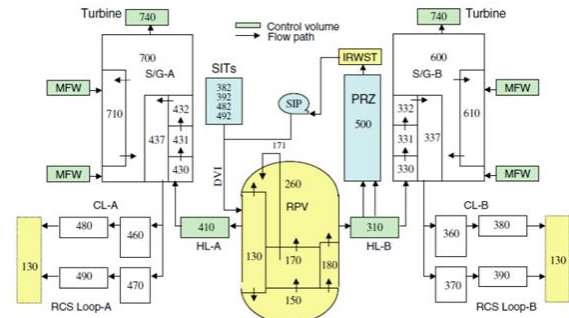 Turbine
740
Control volume
Flow path
740
Turbine
700
S/G-A
SITs
382
392
482
492
IRWST
600
S/G-B
MFW
MFW
SIP
PRZ
500
710
437
432
431
430
332
331
330
337
610
MFW
MFW
DVI
171
260
RPV
CL-A
CL-B
480
460
410
HL-A
310
HL-B
360
380
130
130
170
180
150
130
490
470
370
390
RCS Loop-A
RCS Loop-B